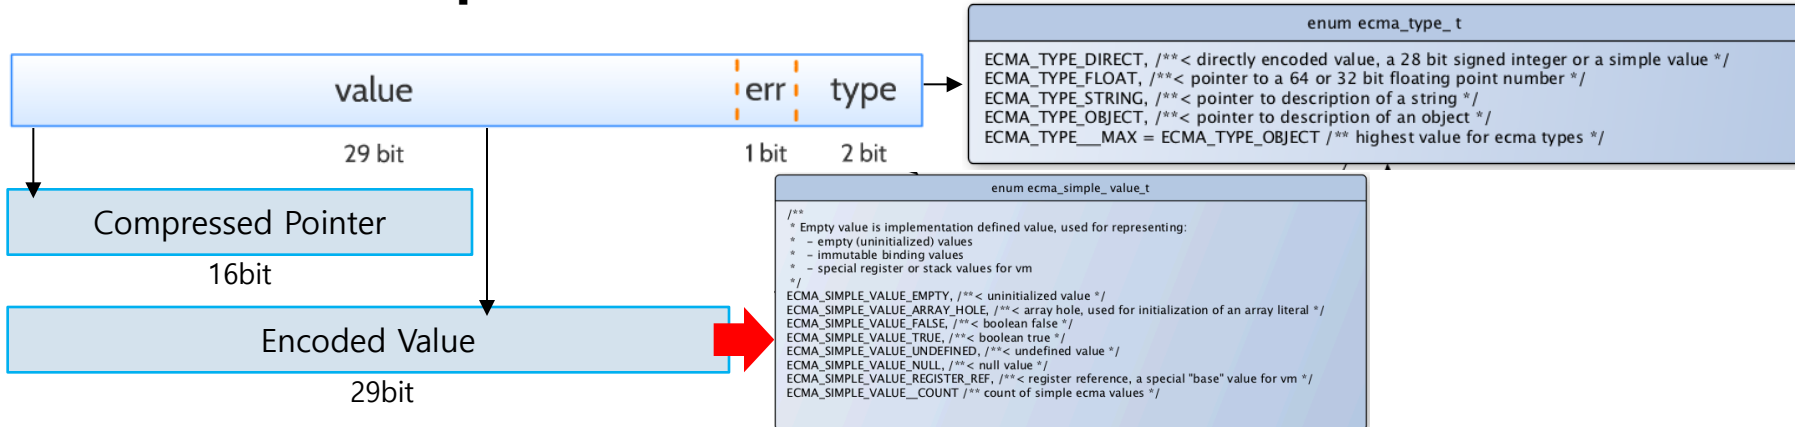 value
err
type
29 bit
1 bit
2 bit
Compressed Pointer
16bit
Encoded Value
29bit
enum ecma_type_ t
ECMA_TYPE_DIRECT, /**< directly encoded value, a 28 bit signed integer or a simple value */
ECMA_TYPE_FLOAT, /**< pointer to a 64 or 32 bit floating point number */
ECMA_TYPE_STRING, /**< pointer to description of a string */
ECMA_TYPE_OBJECT, /**< pointer to description of an object */
ECMA_TYPE___MAX = ECMA_TYPE_OBJECT /** highest value for ecma types */
enum ecma_simple_ value_t
/**
* Empty value is implementation defined value, used for representing:
* - empty (uninitialized) values
* - immutable binding values
* - special register or stack values for vm
*/
ECMA_SIMPLE_VALUE_EMPTY, /**< uninitialized value */
ECMA_SIMPLE_VALUE_ARRAY_HOLE, /**< array hole, used for initialization of an array literal */
ECMA_SIMPLE_VALUE_FALSE, /**< boolean false */
ECMA_SIMPLE_VALUE_TRUE, /**< boolean true */
ECMA_SIMPLE_VALUE_UNDEFINED, /**< undefined value */
ECMA_SIMPLE_VALUE_NULL, /**< null value */
ECMA_SIMPLE_VALUE_REGISTER_REF, /**< register reference, a special "base" value for vm */
ECMA_SIMPLE_VALUE__COUNT /** count of simple ecma values */